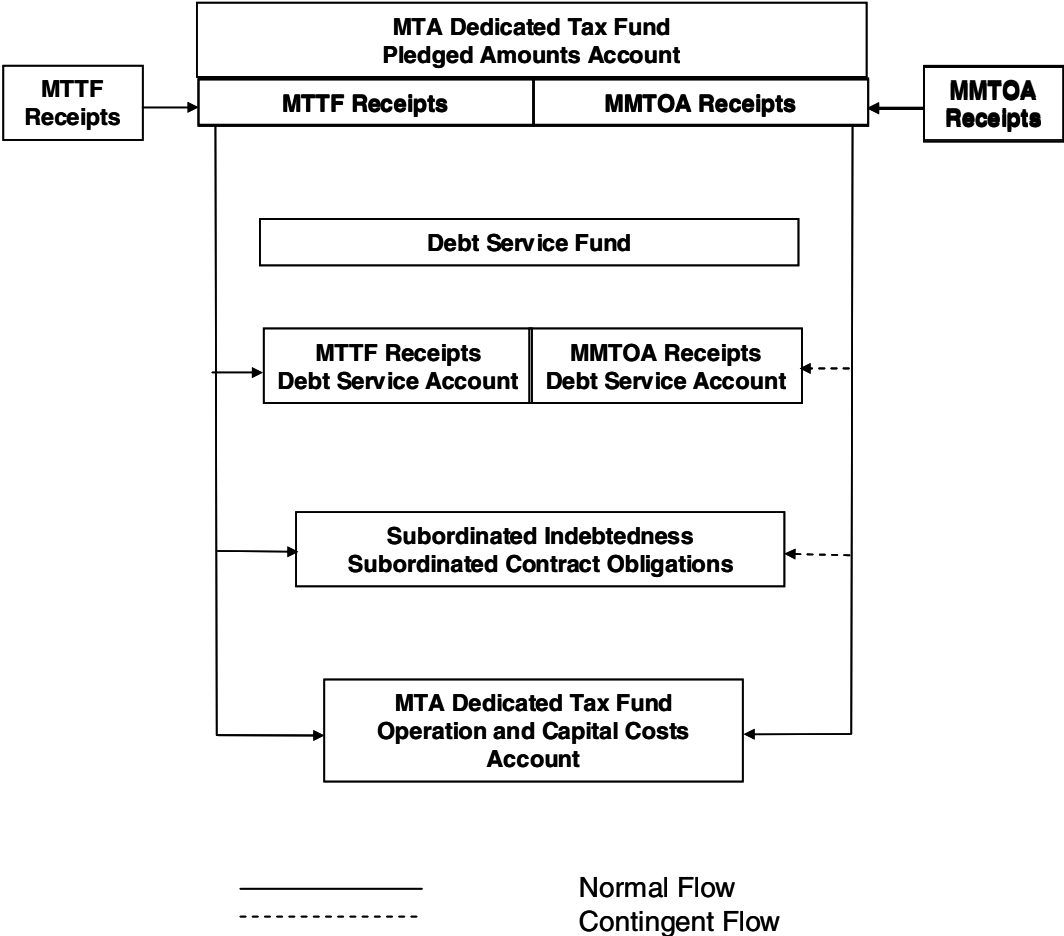 MTA Dedicated Tax Fund
Pledged Amounts Account
MTTF
Receipts
MTTF Receipts
MMTOA Receipts
MMTOA
Receipts
Debt Service Fund
MTTF Receipts
Debt Service Account
MMTOA Receipts
Debt Service Account
Subordinated Indebtedness
Subordinated Contract Obligations
MTA Dedicated Tax Fund
Operation and Capital Costs
Account
Normal Flow
Contingent Flow